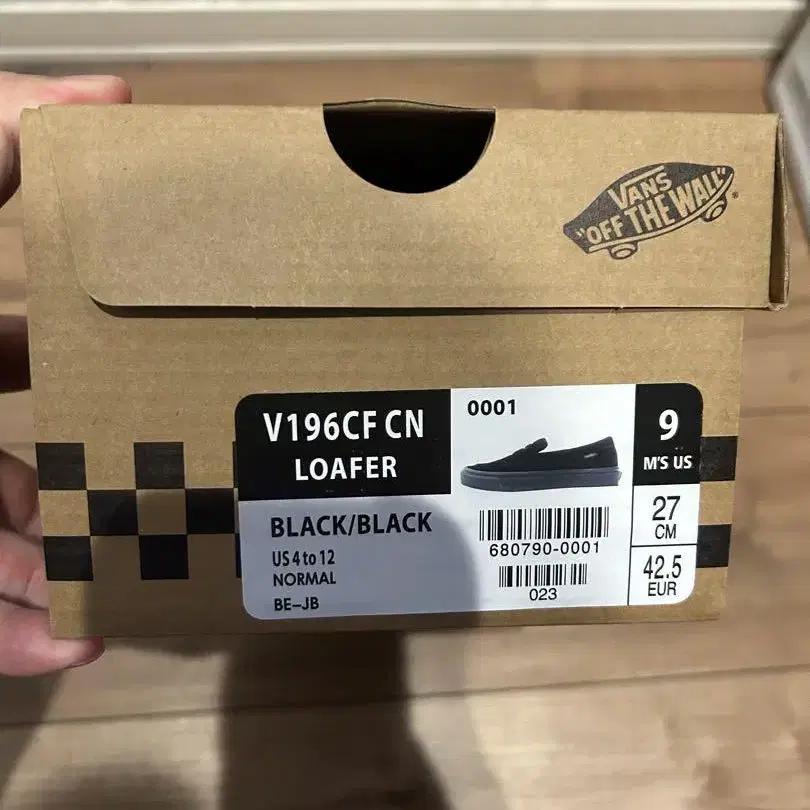 VANS
"OFF THE WALL"
®
V196CF CN
LOAFER
0001
9
M'S US
BLACK/BLACK
US 4 to 12
NORMAL
BE-JB
680790-0001
023
27
CM
42.5
EUR